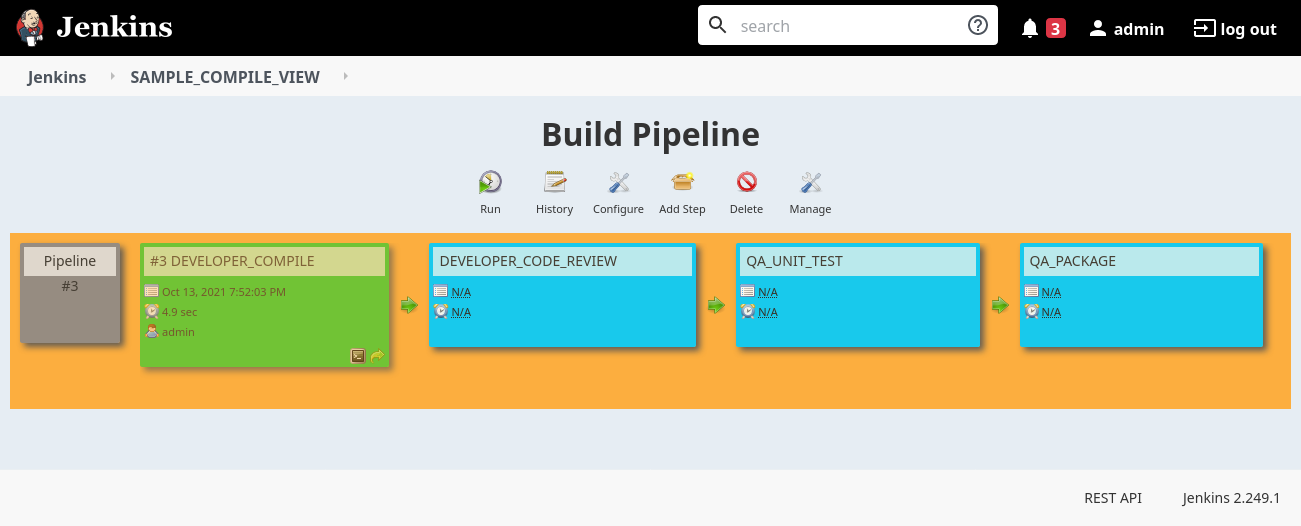 Jenkins
search
3
admin
log out
Jenkins
SAMPLE_COMPILE_VIEW
Build Pipeline
Run
History
Configure
Add Step
Delete
Manage
Pipeline
#3
#3 DEVELOPER_COMPILE
Oct 13, 2021 7:52:03 PM
4.9 sec
admin
DEVELOPER_CODE_REVIEW
N/A
N/A
QA_UNIT_TEST
N/A
N/A
QA_PACKAGE
N/A
N/A
REST API
Jenkins 2.249.1